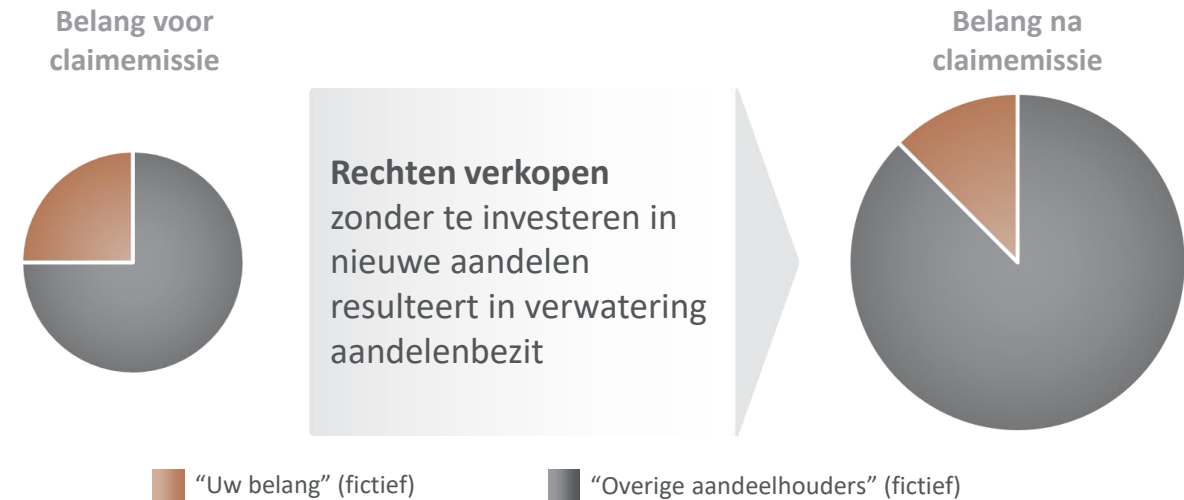 Belang voor
claimemissie
Belang na
claimemissie
Rechten verkopen
zonder te investeren in
nieuwe aandelen
resulteert in verwatering
aandelenbezit
“Uw belang” (fictief)
“Overige aandeelhouders” (fictief)